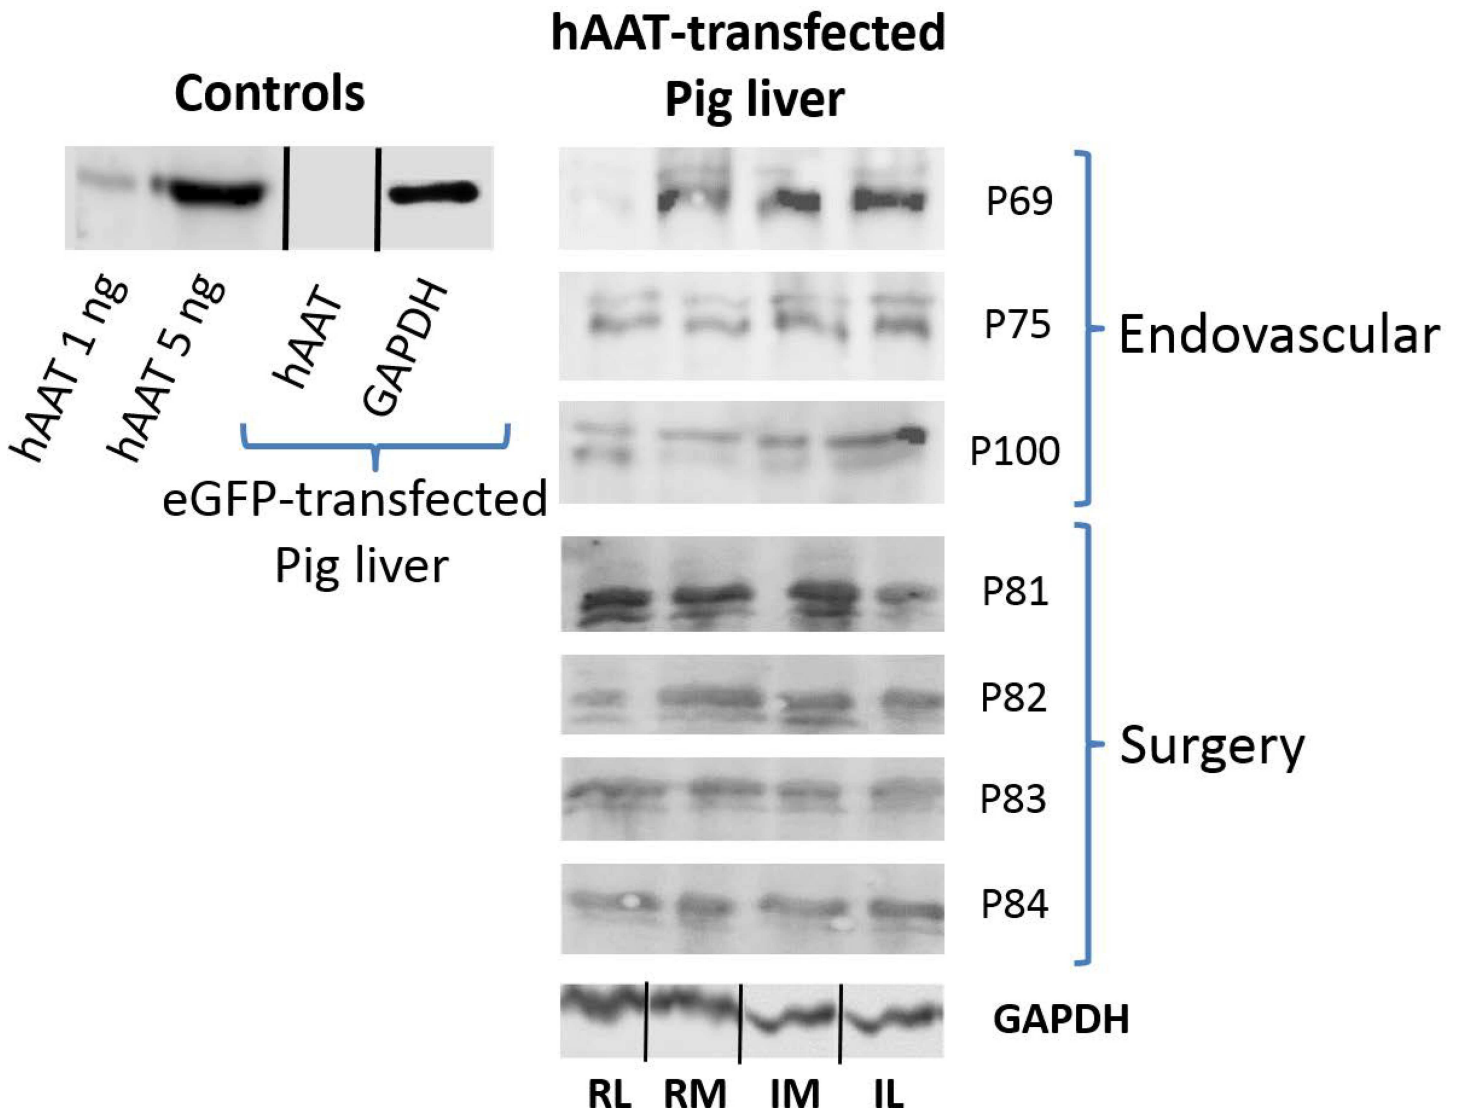 Controls
hAAT 1 ng
hAAT 5 ng
hAAT
GAPDH
eGFP-transfected
Pig liver
hAAT-transfected
Pig liver
P69
P75
P100
Endovascular
P81
P82
P83
P84
Surgery
GAPDH
RL RM IM IL